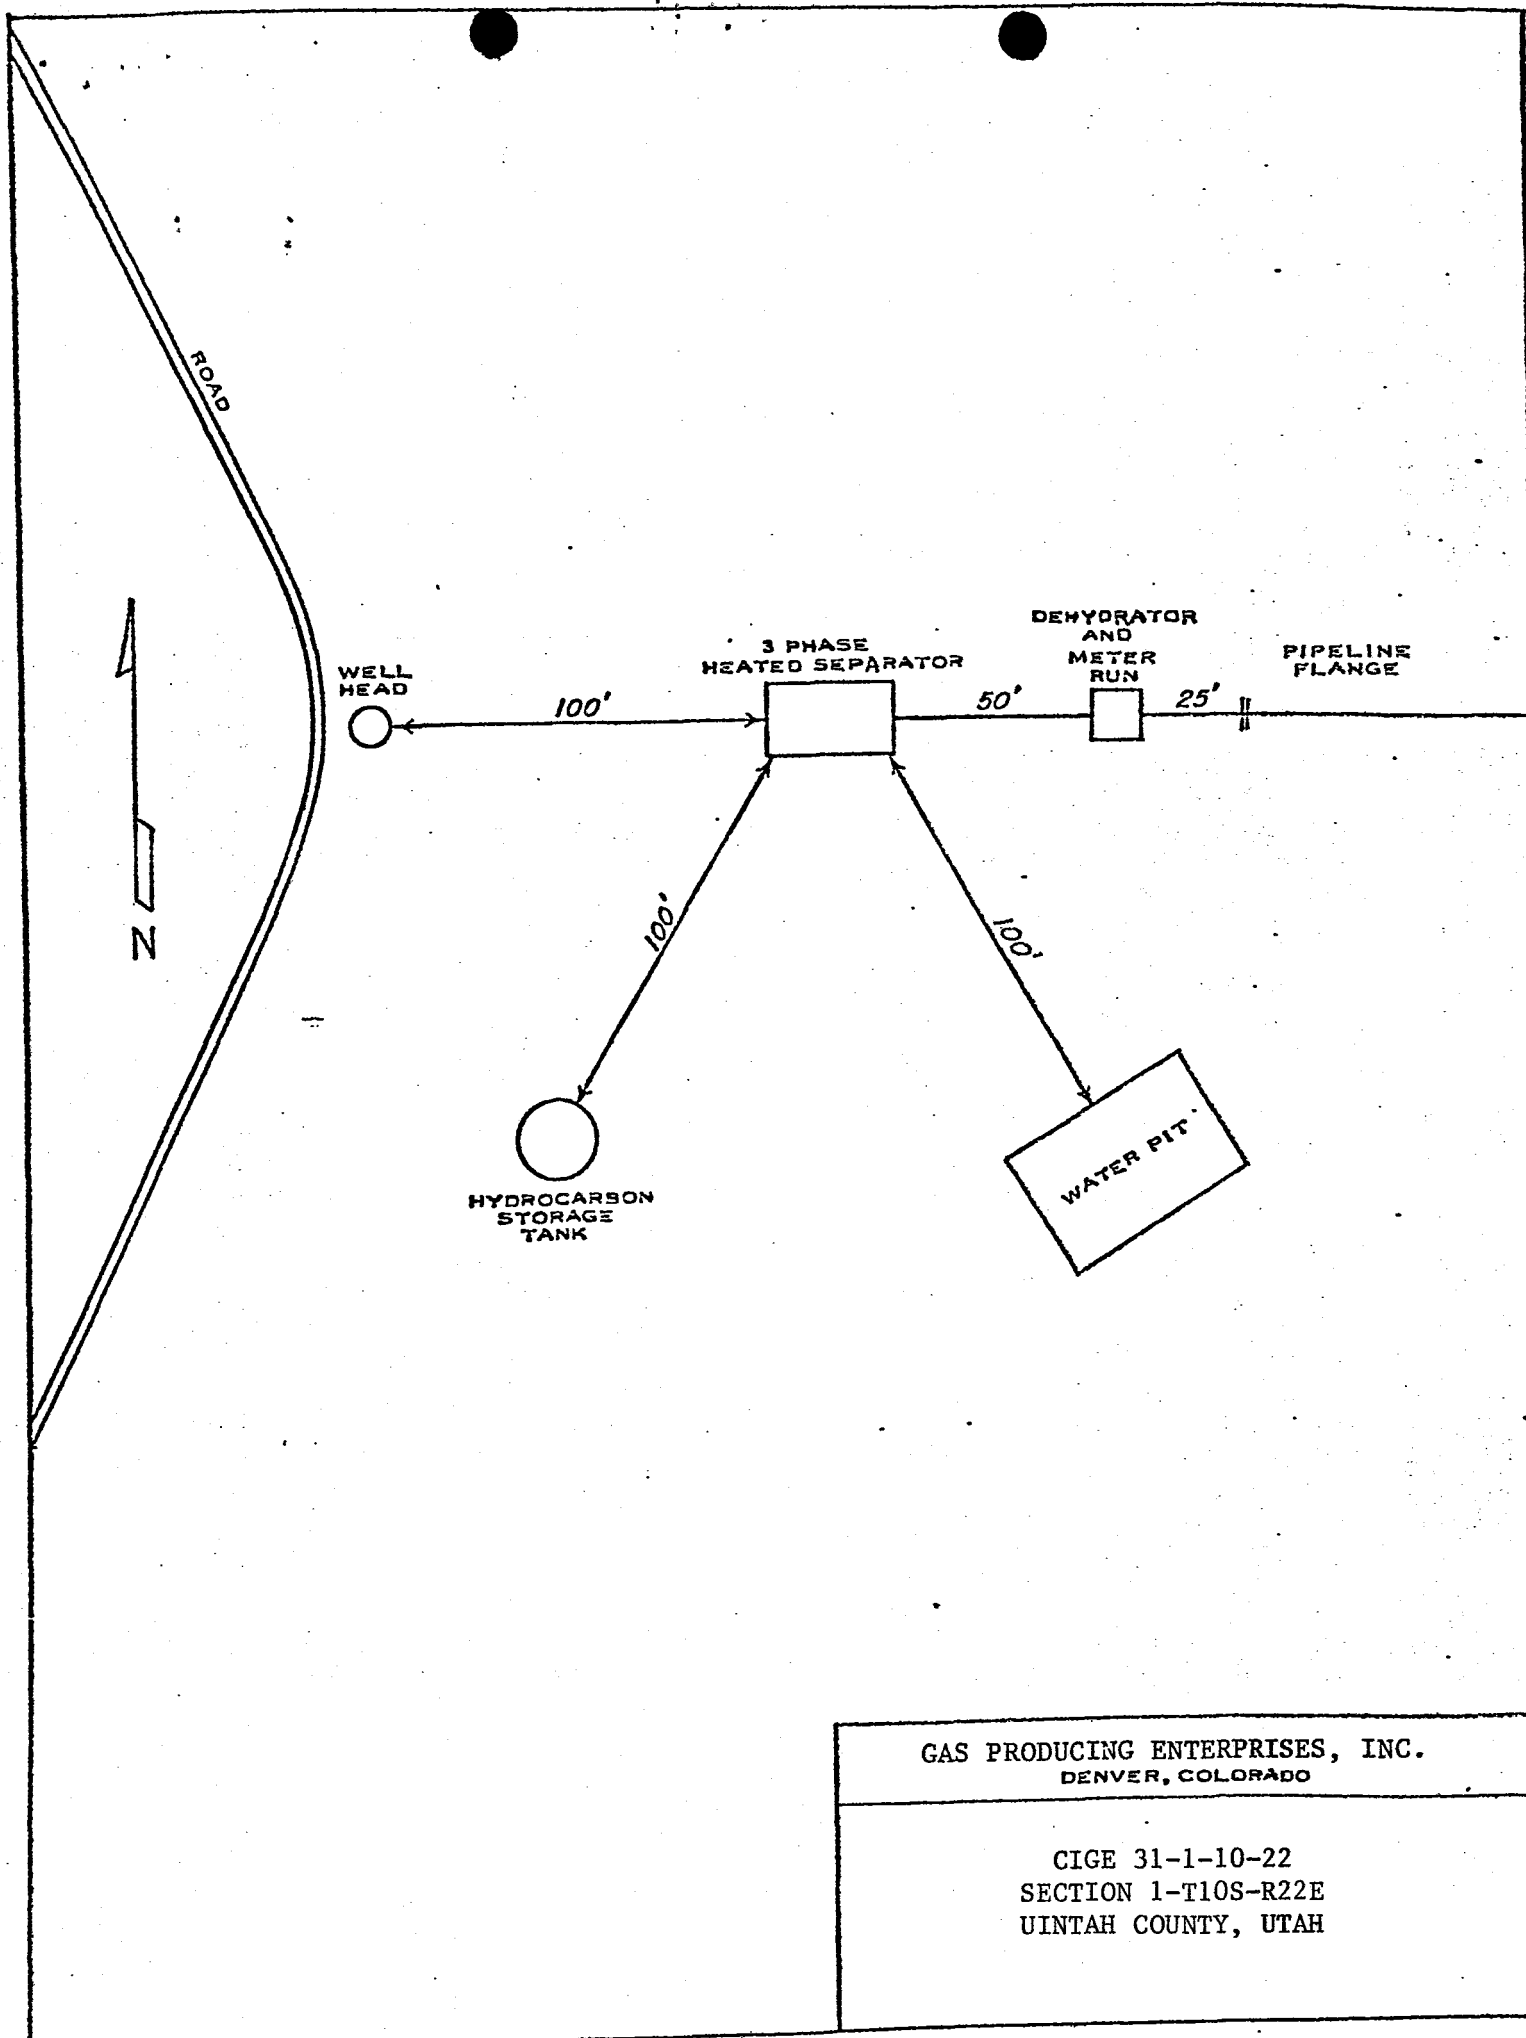 ROAD
WELL
HEAD
100'
3 PHASE
HEATED SEPARATOR
50'
DEHYDRATOR
AND
METER
RUN
25'
PIPELINE
FLANGE
N
100'
100'
HYDROCARBON
STORAGE
TANK
WATER PIT
GAS PRODUCING ENTERPRISES, INC.
DENVER, COLORADO
CIGE 31-1-10-22
SECTION 1-T10S-R22E
UINTAH COUNTY, UTAH